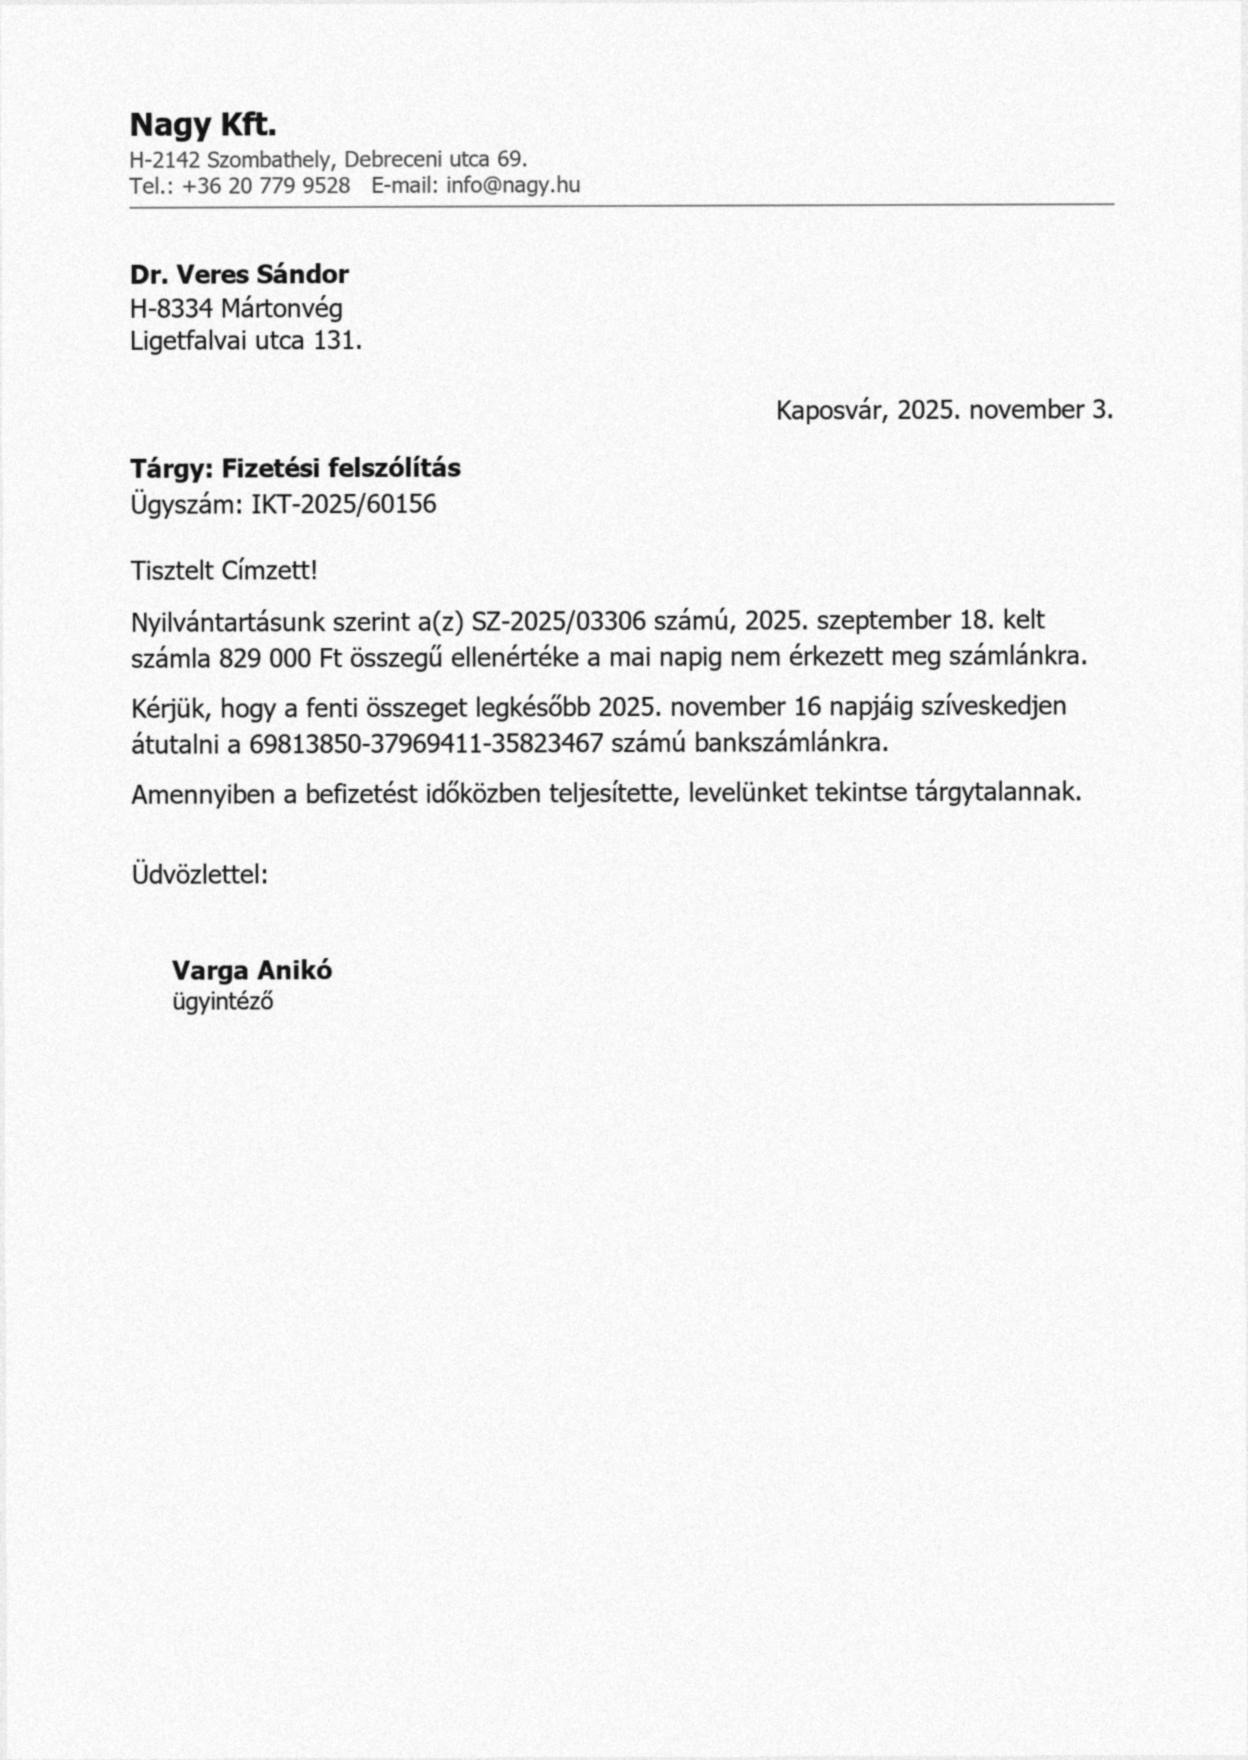 Nagy Kft.
H-2142 Szombathely, Debreceni utca 69.
Tel.: +36 20 779 9528 E-mail: info@nagy.hu
Dr. Veres Sándor
H-8334 Mártonvég
Ligetfalvai utca 131.
Kaposvár, 2025. november 3.
Tárgy: Fizetési felszólítás
Ügyszám: IKT-2025/60156
Tisztelt Címzett!
Nyilvántartásunk szerint a(z) SZ-2025/03306 számú, 2025. szeptember 18. kelt
számla 829 000 Ft összegű ellenértéke a mai napig nem érkezett meg számlánkra.
Kérjük, hogy a fenti összeget legkésőbb 2025. november 16 napjáig szíveskedjen
átutalni a 69813850-37969411-35823467 számú bankszámlánkra.
Amennyiben a befizetést időközben teljesítette, levelünket tekintse tárgytalannak.
Üdvözlettel:
Varga Anikó
ügyintéző